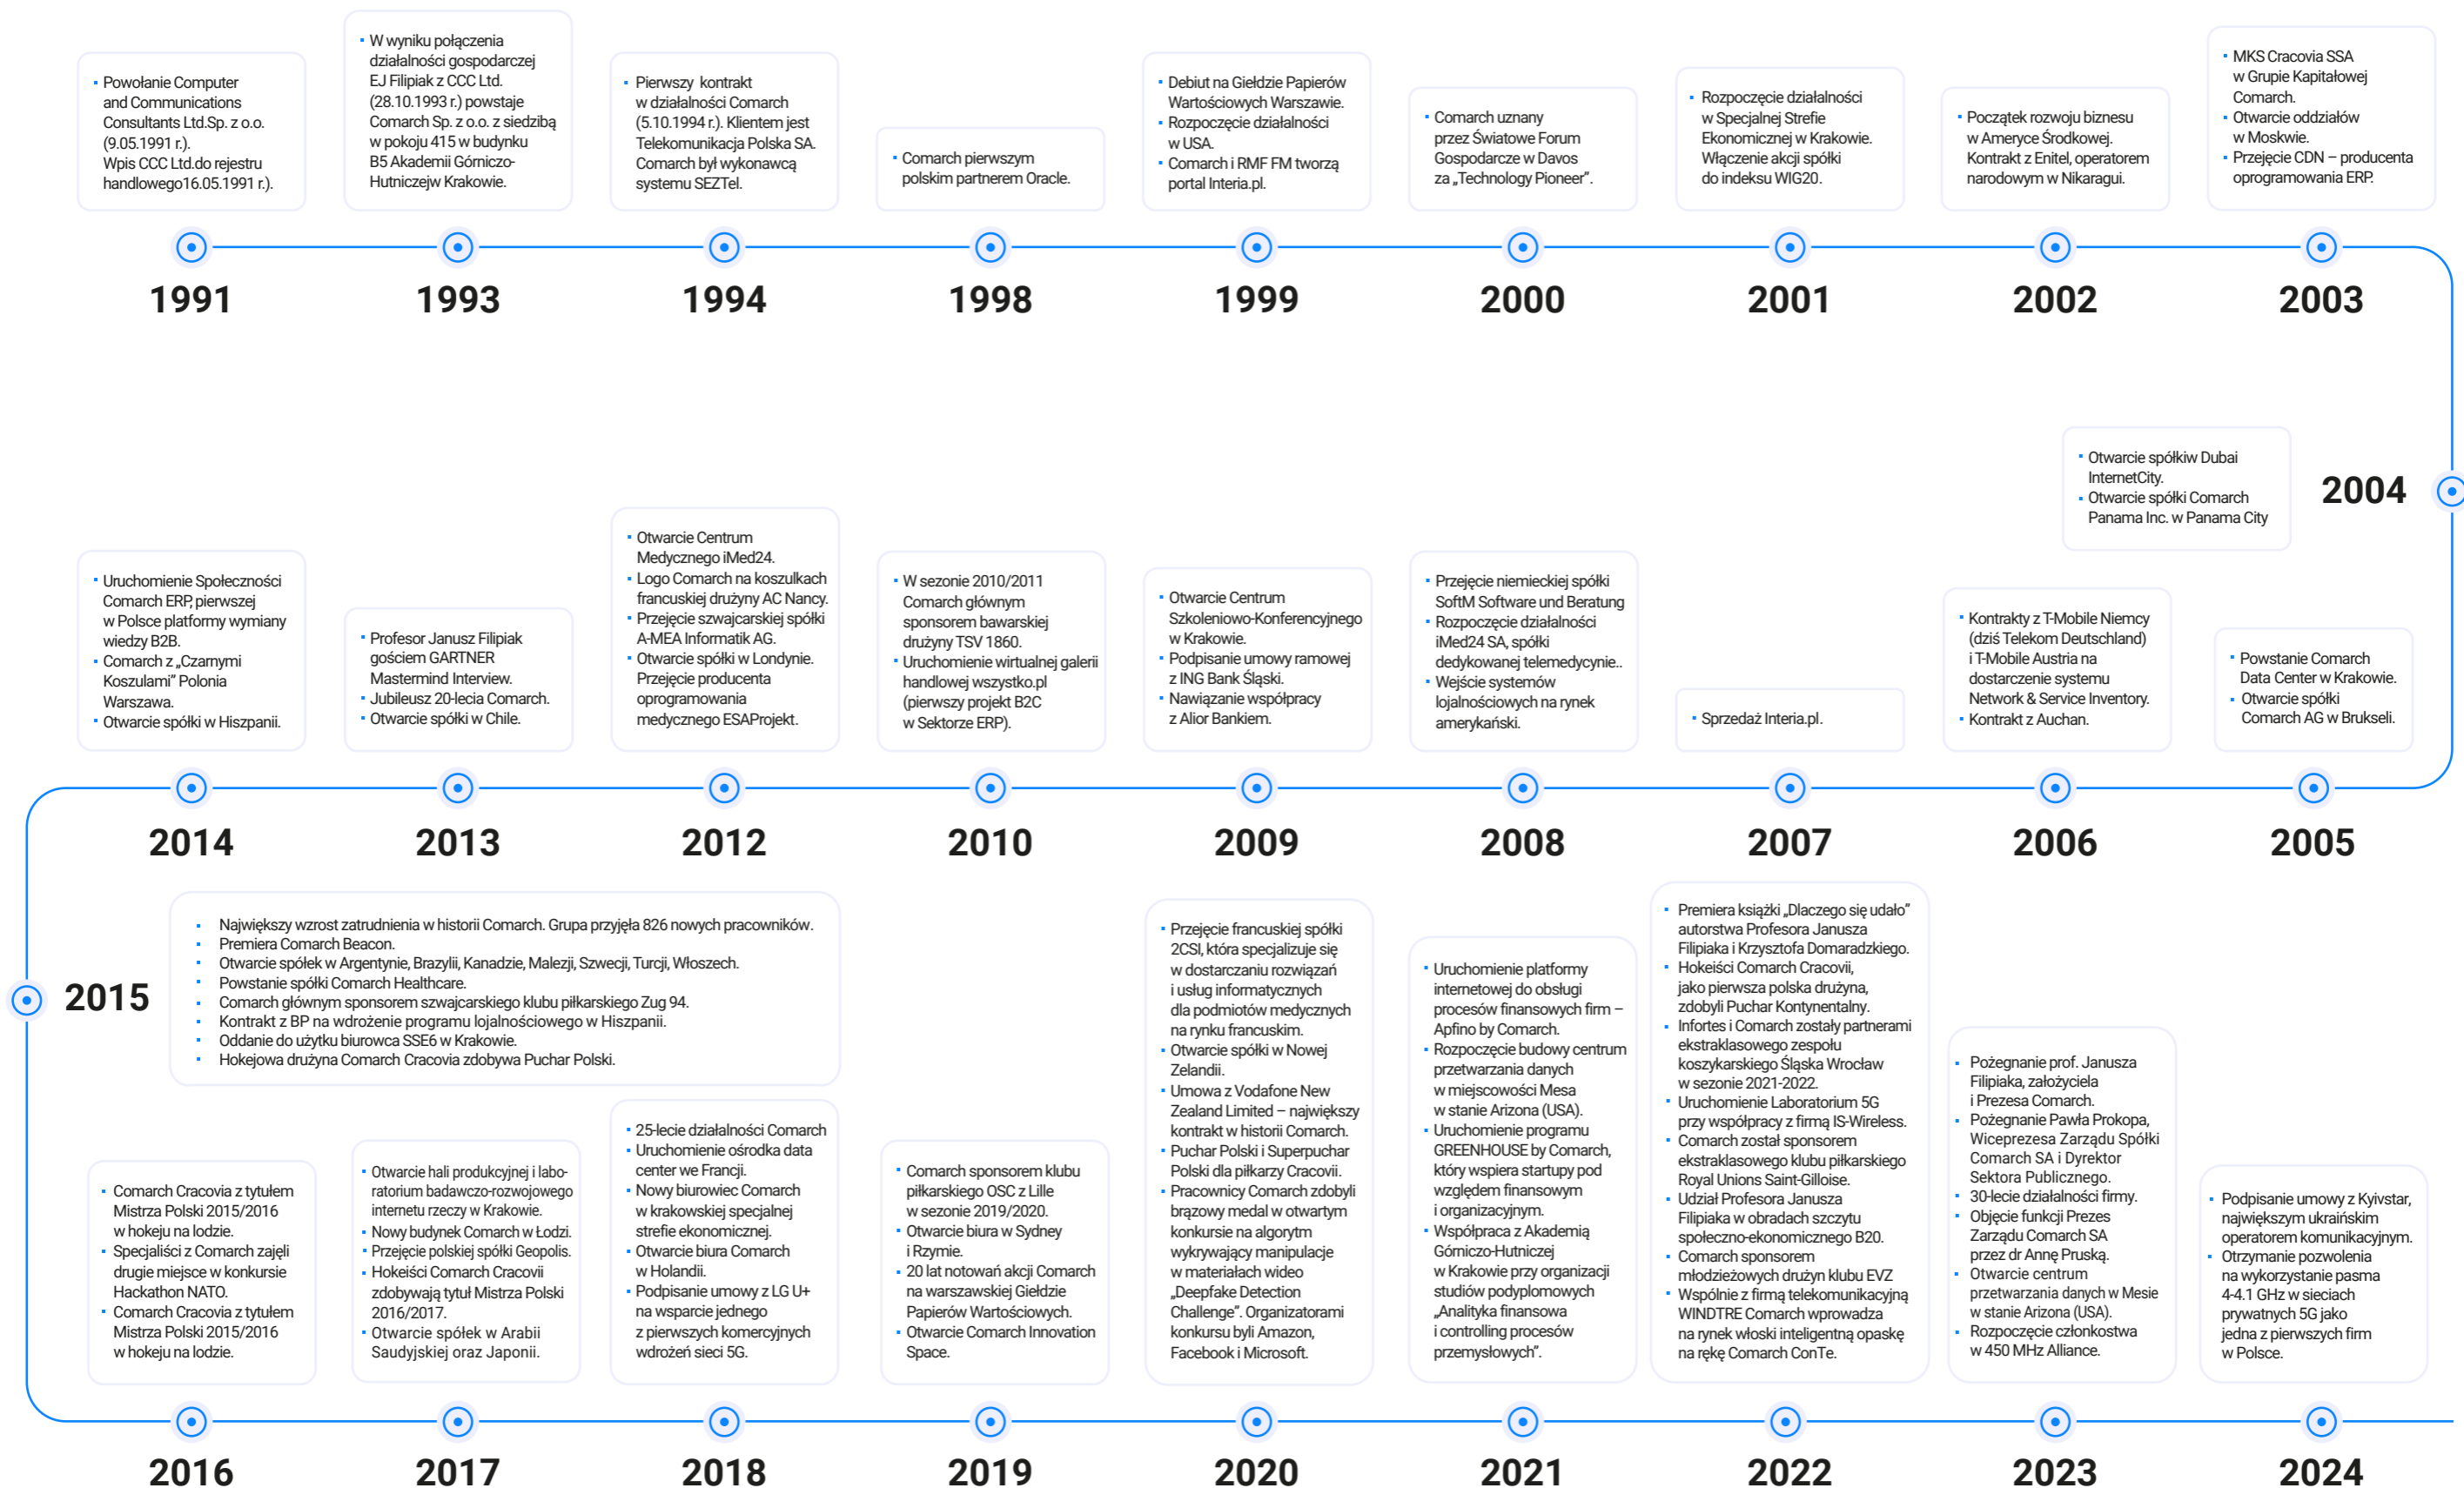 Powołanie Computer
and Communications
Consultants Ltd.Sp. z o.o.
(9.05.1991 r.).
Wpis CCC Ltd.do rejestru
handlowego16.05.1991 r.).
1991
W wyniku połączenia
działalności gospodarczej
EJ Filipiak z CCC Ltd.
(28.10.1993 r.) powstaje
Comarch Sp. z o.o. z siedzibą
w pokoju 415 w budynku
B5 Akademii Górniczo-
Hutniczejw Krakowie.
1993
Pierwszy kontrakt
w działalności Comarch
(5.10.1994 r.). Klientem jest
Telekomunikacja Polska SA.
Comarch był wykonawcą
systemu SEZTel.
1994
Comarch pierwszym
polskim partnerem Oracle.
1998
Debiut na Giełdzie Papierów
Wartościowych Warszawie.
Rozpoczęcie działalności
w USA.
Comarch i RMF FM tworzą
portal Interia.pl.
1999
Comarch uznany
przez Światowe Forum
Gospodarcze w Davos
za „Technology Pioneer”.
2000
Rozpoczęcie działalności
w Specjalnej Strefie
Ekonomicznej w Krakowie.
Włączenie akcji spółki
do indeksu WIG20.
2001
Początek rozwoju biznesu
w Ameryce Środkowej.
Kontrakt z Enitel, operatorem
narodowym w Nikaragui.
2002
MKS Cracovia SSA
w Grupie Kapitałowej
Comarch.
Otwarcie oddziałów
w Moskwie.
Przejęcie CDN – producenta
oprogramowania ERP.
2003
Otwarcie spółkiw Dubai
InternetCity.
Otwarcie spółki Comarch
Panama Inc. w Panama City
2004
Powstanie Comarch
Data Center w Krakowie.
Otwarcie spółki
Comarch AG w Brukseli.
2005
Kontrakty z T-Mobile Niemcy
(dziś Telekom Deutschland)
i T-Mobile Austria na
dostarczenie systemu
Network & Service Inventory.
Kontrakt z Auchan.
2006
Sprzedaż Interia.pl.
2007
Przejęcie niemieckiej spółki
SoftM Software und Beratung
Rozpoczęcie działalności
iMed24 SA, spółki
dedykowanej telemedycynie..
Wejście systemów
lojalnościowych na rynek
amerykański.
2008
Otwarcie Centrum
Szkoleniowo-Konferencyjnego
w Krakowie.
Podpisanie umowy ramowej
z ING Bank Śląski.
Nawiązanie współpracy
z Alior Bankiem.
2009
W sezonie 2010/2011
Comarch głównym
sponsorem bawarskiej
drużyny TSV 1860.
Uruchomienie wirtualnej galerii
handlowej wszystko.pl
(pierwszy projekt B2C
w Sektorze ERP).
2010
Otwarcie Centrum
Medycznego iMed24.
Logo Comarch na koszulkach
francuskiej drużyny AC Nancy.
Przejęcie szwajcarskiej spółki
A-MEA Informatik AG.
Otwarcie spółki w Londynie.
Przejęcie producenta
oprogramowania
medycznego ESAProjekt.
2012
Profesor Janusz Filipiak
gościem GARTNER
Mastermind Interview.
Jubileusz 20-lecia Comarch.
Otwarcie spółki w Chile.
2013
Uruchomienie Społeczności
Comarch ERP, pierwszej
w Polsce platformy wymiany
wiedzy B2B.
Comarch z „Czarnymi
Koszulami” Polonia
Warszawa.
Otwarcie spółki w Hiszpanii.
2014
2015
Największy wzrost zatrudnienia w historii Comarch. Grupa przyjęła 826 nowych pracowników.
Premiera Comarch Beacon.
Otwarcie spółek w Argentynie, Brazylii, Kanadzie, Malezji, Szwecji, Turcji, Włoszech.
Powstanie spółki Comarch Healthcare.
Comarch głównym sponsorem szwajcarskiego klubu piłkarskiego Zug 94.
Kontrakt z BP na wdrożenie programu lojalnościowego w Hiszpanii.
Oddanie do użytku biurowca SSE6 w Krakowie.
Hokejowa drużyna Comarch Cracovia zdobywa Puchar Polski.
Comarch Cracovia z tytułem
Mistrza Polski 2015/2016
w hokeju na lodzie.
Specjaliści z Comarch zajęli
drugie miejsce w konkursie
Hackathon NATO.
Comarch Cracovia z tytułem
Mistrza Polski 2015/2016
w hokeju na lodzie.
2016
Otwarcie hali produkcyjnej i labo-
ratorium badawczo-rozwojowego
internetu rzeczy w Krakowie.
Nowy budynek Comarch w Łodzi.
Przejęcie polskiej spółki Geopolis.
Hokeiści Comarch Cracovii
zdobywają tytuł Mistrza Polski
2016/2017.
Otwarcie spółek w Arabii
Saudyjskiej oraz Japonii.
2017
25-lecie działalności Comarch
Uruchomienie ośrodka data
center we Francji.
Nowy biurowiec Comarch
w krakowskiej specjalnej
strefie ekonomicznej.
Otwarcie biura Comarch
w Holandii.
Podpisanie umowy z LG U+
na wsparcie jednego
z pierwszych komercyjnych
wdrożeń sieci 5G.
2018
Comarch sponsorem klubu
piłkarskiego OSC z Lille
w sezonie 2019/2020.
Otwarcie biura w Sydney
i Rzymie.
20 lat notowań akcji Comarch
na warszawskiej Giełdzie
Papierów Wartościowych.
Otwarcie Comarch Innovation
Space.
2019
Przejęcie francuskiej spółki
2CSI, która specjalizuje się
w dostarczaniu rozwiązań
i usług informatycznych
dla podmiotów medycznych
na rynku francuskim.
Otwarcie spółki w Nowej
Zelandii.
Umowa z Vodafone New
Zealand Limited – największy
kontrakt w historii Comarch.
Puchar Polski i Superpuchar
Polski dla piłkarzy Cracovii.
Pracownicy Comarch zdobyli
brązowy medal w otwartym
konkursie na algorytm
wykrywający manipulacje
w materiałach wideo
„Deepfake Detection
Challenge”. Organizatorami
konkursu byli Amazon,
Facebook i Microsoft.
2020
Uruchomienie platformy
internetowej do obsługi
procesów finansowych firm –
Apfino by Comarch.
Rozpoczęcie budowy centrum
przetwarzania danych
w miejscowości Mesa
w stanie Arizona (USA).
Uruchomienie programu
GREENHOUSE by Comarch,
który wspiera startupy pod
względem finansowym
i organizacyjnym.
Współpraca z Akademią
Górniczo-Hutniczej
w Krakowie przy organizacji
studiów podyplomowych
„Analityka finansowa
i controlling procesów
przemysłowych”.
2021
Premiera książki „Dlaczego się udało”
autorstwa Profesora Janusza
Filipiaka i Krzysztofa Domaradzkiego.
Hokeiści Comarch Cracovii,
jako pierwsza polska drużyna,
zdobyli Puchar Kontynentalny.
Infortes i Comarch zostały partnerami
ekstraklasowego zespołu
koszykarskiego Śląska Wrocław
w sezonie 2021-2022.
Uruchomienie Laboratorium 5G
przy współpracy z firmą IS-Wireless.
Comarch został sponsorem
ekstraklasowego klubu piłkarskiego
Royal Unions Saint-Gilloise.
Udział Profesora Janusza
Filipiaka w obradach szczytu
społeczno-ekonomicznego B20.
Comarch sponsorem
młodzieżowych drużyn klubu EVZ
Wspólnie z firmą telekomunikacyjną
WINDTRE Comarch wprowadza
na rynek włoski inteligentną opaskę
na rękę Comarch ConTe.
2022
Pożegnanie prof. Janusza
Filipiaka, założyciela
i Prezesa Comarch.
Pożegnanie Pawła Prokopa,
Wiceprezesa Zarządu Spółki
Comarch SA i Dyrektor
Sektora Publicznego.
30-lecie działalności firmy.
Objęcie funkcji Prezes
Zarządu Comarch SA
przez dr Annę Pruską.
Otwarcie centrum
przetwarzania danych w Mesie
w stanie Arizona (USA).
Rozpoczęcie członkostwa
w 450 MHz Alliance.
2023
Podpisanie umowy z Kyivstar,
największym ukraińskim
operatorem komunikacyjnym.
Otrzymanie pozwolenia
na wykorzystanie pasma
4-4.1 GHz w sieciach
prywatnych 5G jako
jedna z pierwszych firm
w Polsce.
2024